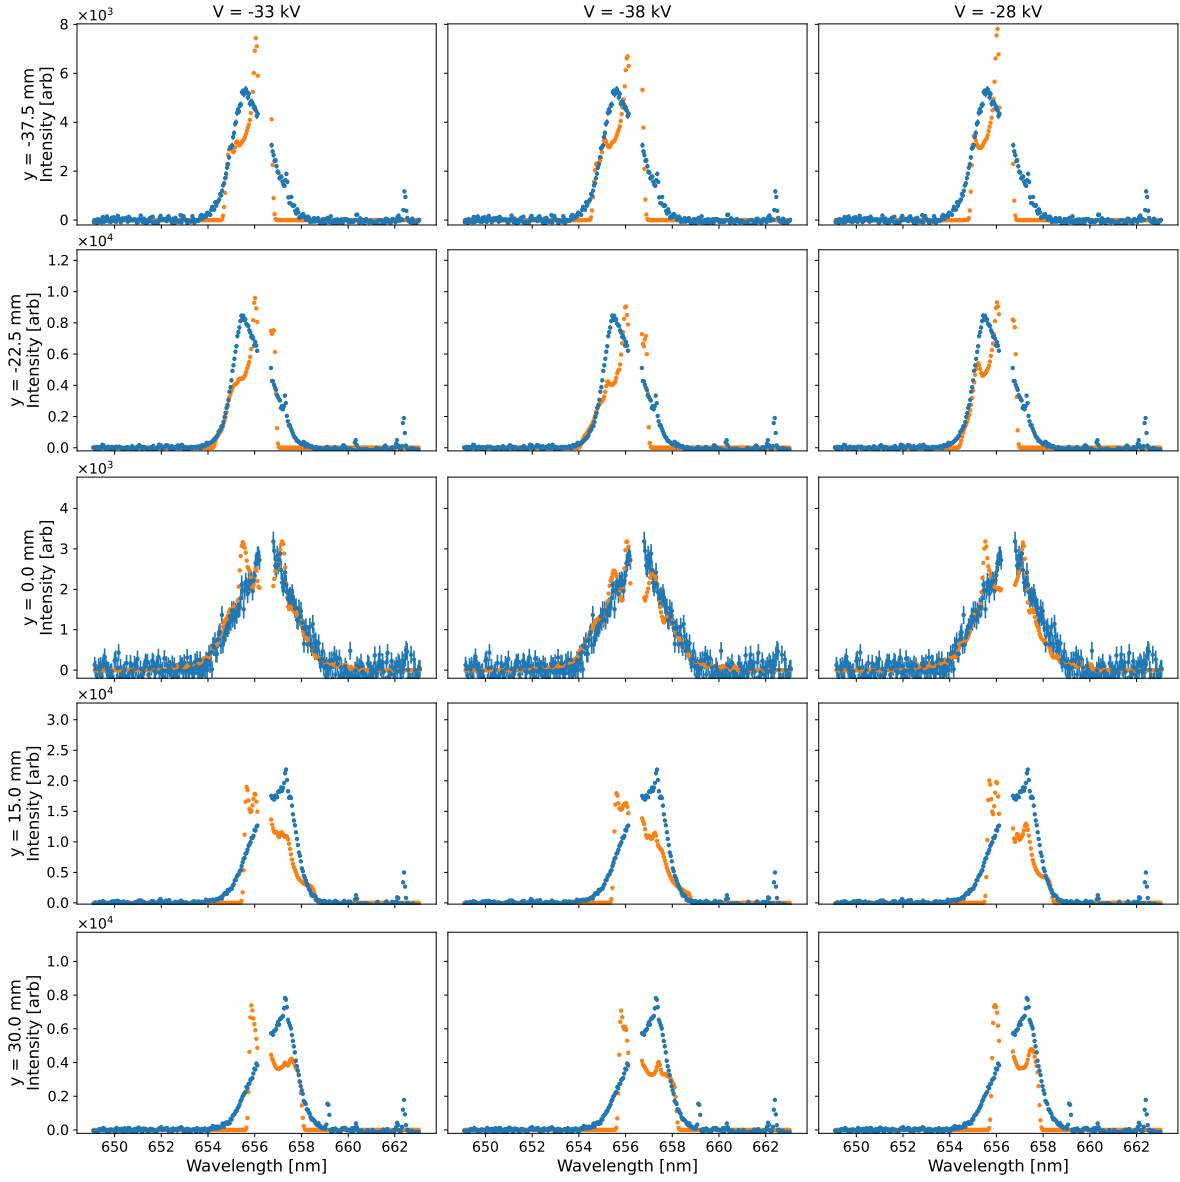 V = -33 kV
V = -38 kV
V = -28 kV
×10³
8
6
4
2
0
y = -37.5 mm
Intensity [arb]
×10⁴
1.2
1.0
0.8
0.6
0.4
0.2
0.0
y = -22.5 mm
Intensity [arb]
×10³
4
3
2
1
0
y = 0.0 mm
Intensity [arb]
×10⁴
3.0
2.5
2.0
1.5
1.0
0.5
0.0
y = 15.0 mm
Intensity [arb]
×10⁴
1.0
0.8
0.6
0.4
0.2
0.0
y = 30.0 mm
Intensity [arb]
650 652 654 656 658 660 662
650 652 654 656 658 660 662
650 652 654 656 658 660 662
Wavelength [nm]
Wavelength [nm]
Wavelength [nm]